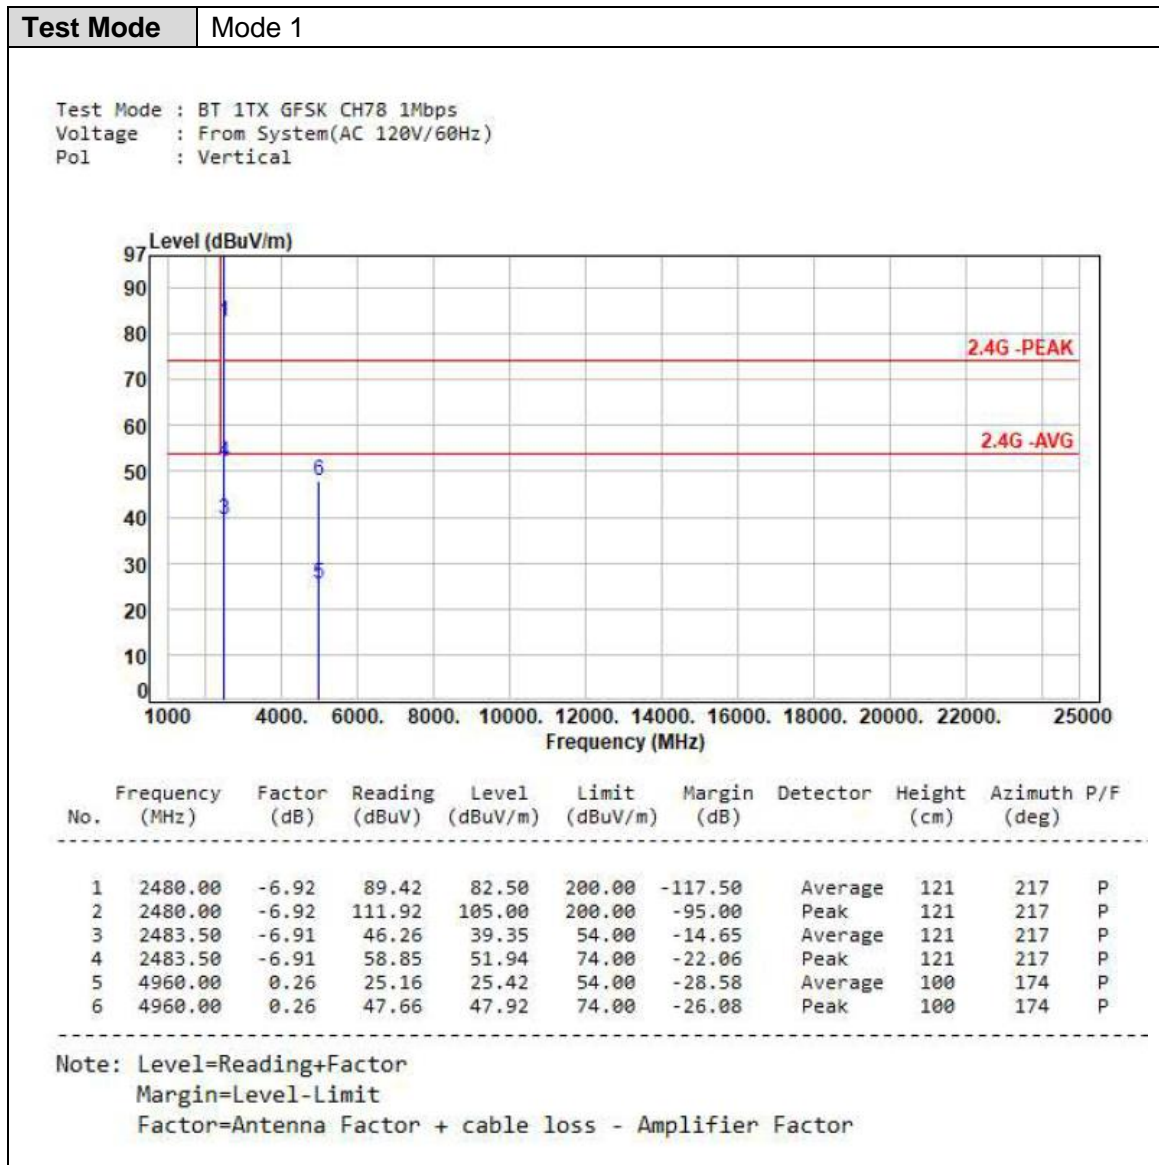 Test Mode Mode 1
Test Mode : BT 1TX GFSK CH78 1Mbps
Voltage : From System(AC 120V/60Hz)
Pol : Vertical
Level (dBuV/m)
97
90
80
70
60
50
40
30
20
10
0
1
4
3
6
5
2.4G -PEAK
2.4G -AVG
1000 4000. 6000. 8000. 10000. 12000. 14000. 16000. 18000. 20000. 22000. 25000
Frequency (MHz)
Frequency Factor Reading Level Limit Margin Detector Height Azimuth P/F
No. (MHz) (dB) (dBuV) (dBuV/m) (dBuV/m) (dB) (cm) (deg)
1 2480.00 -6.92 89.42 82.50 200.00 -117.50 Average 121 217 P
2 2480.00 -6.92 111.92 105.00 200.00 -95.00 Peak 121 217 P
3 2483.50 -6.91 46.26 39.35 54.00 -14.65 Average 121 217 P
4 2483.50 -6.91 58.85 51.94 74.00 -22.06 Peak 121 217 P
5 4960.00 0.26 25.16 25.42 54.00 -28.58 Average 100 174 P
6 4960.00 0.26 47.66 47.92 74.00 -26.08 Peak 100 174 P
Note: Level=Reading+Factor
Margin=Level-Limit
Factor=Antenna Factor + cable loss - Amplifier Factor